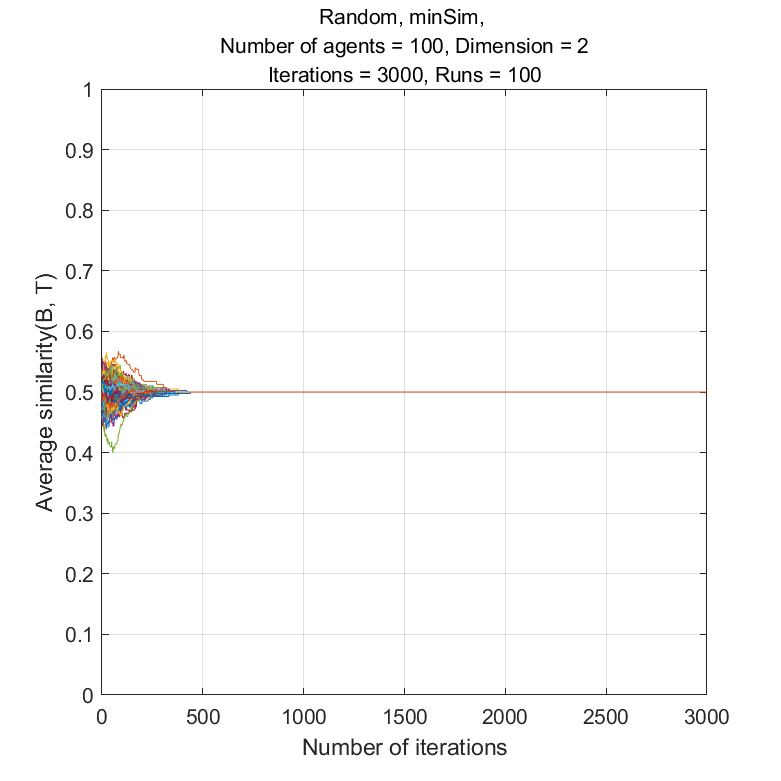 Random, minSim,
Number of agents = 100, Dimension = 2
Iterations = 3000, Runs = 100
1
0.9
0.8
0.7
0.6
0.5
0.4
0.3
0.2
0.1
0
Average similarity(B, T)
0 500 1000 1500 2000 2500 3000
Number of iterations